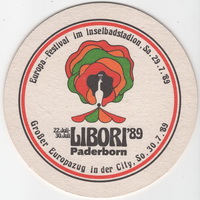 Europa-Festival im Inselbadstadion, Sa. 29.7.'89
22. Juli-
30. Juli
LIBORI '89
Paderborn
Großer Europazug in der City, So. 30.7.'89